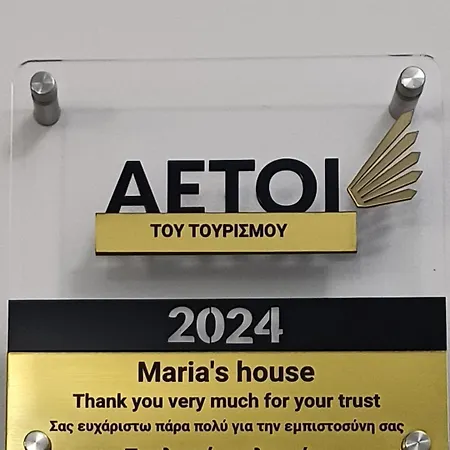 ΑΕΤΟΙ
ΤΟΥ ΤΟΥΡΙΣΜΟΥ
2024
Maria's house
Thank you very much for your trust
Σας ευχάριστω πάρα πολύ για την εμπιστοσύνη σας